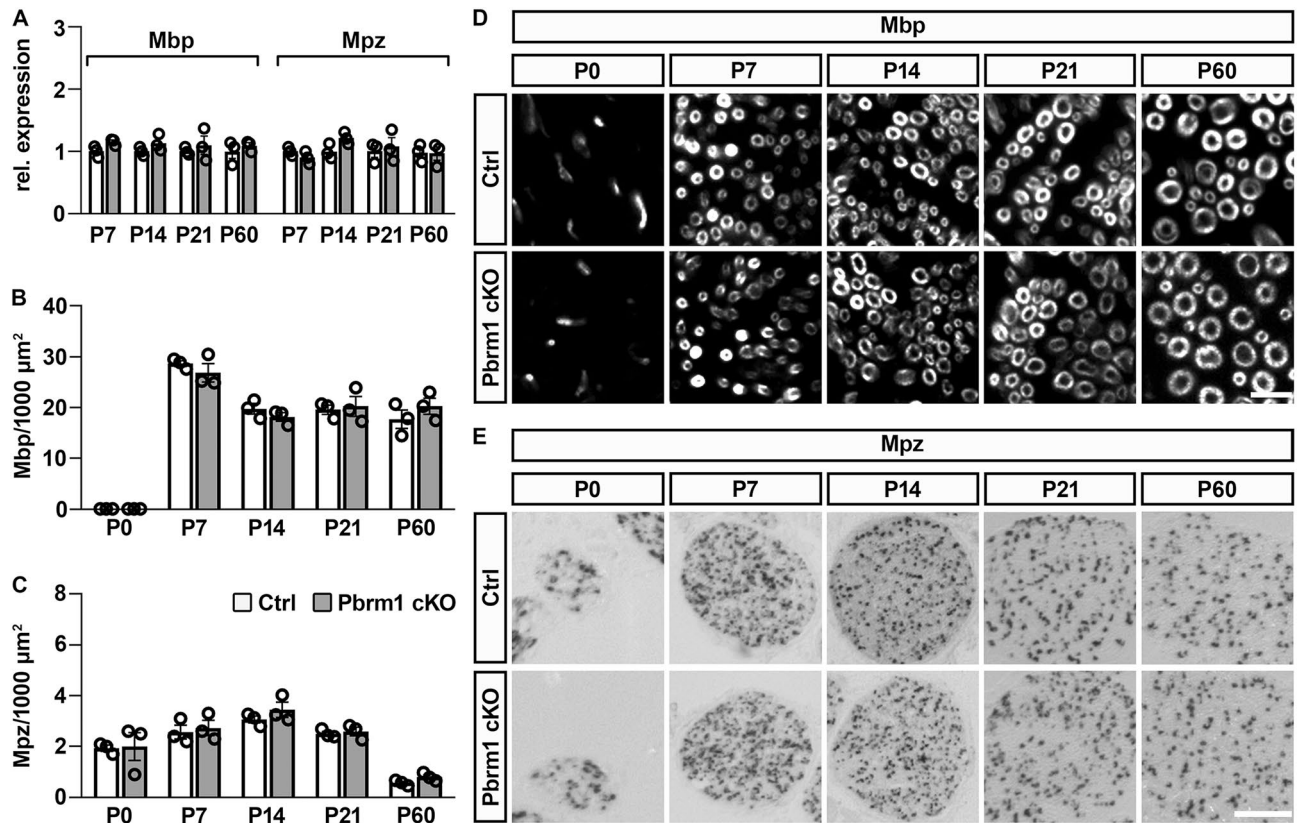 A
rel. expression
3
2
1
0
Mbp
Mpz
P7 P14 P21 P60 P7 P14 P21 P60
B
Mbp/1000 µm²
40
30
20
10
0
P0 P7 P14 P21 P60
C
Mpz/1000 µm²
8
6
4
2
0
Ctrl Pbrm1 cKO
P0 P7 P14 P21 P60
D
Mbp
P0 P7 P14 P21 P60
Ctrl
Pbrm1 cKO
E
Mpz
P0 P7 P14 P21 P60
Ctrl
Pbrm1 cKO